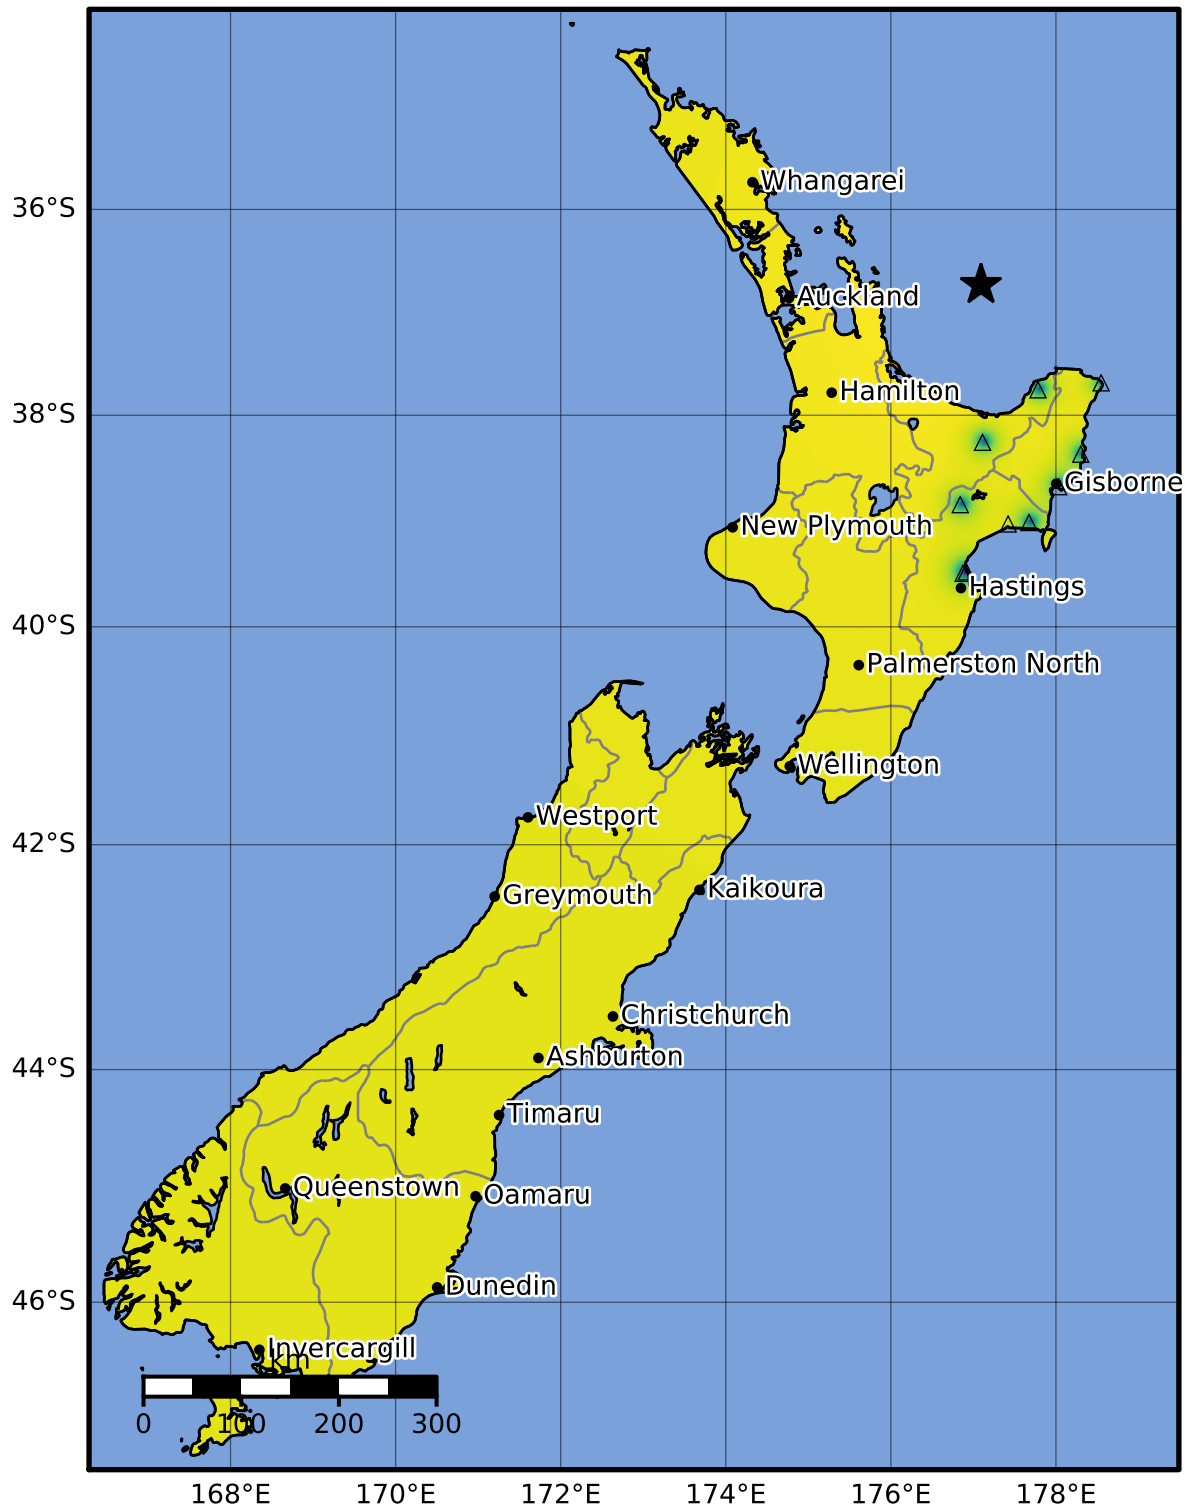 Whangarei
36°S
Auckland
Hamilton
38°S
Gisborne
New Plymouth
Hastings
40°S
Palmerston North
Wellington
Westport
42°S
Kaikoura
Greymouth
Christchurch
Ashburton
44°S
Timaru
Queenstown
Oamaru
Dunedin
46°S
Invercargill
km
0 100 200 300
168°E 170°E 172°E 174°E 176°E 178°E